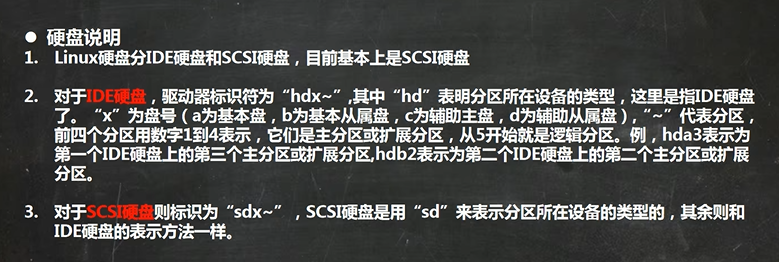 ● 硬盘说明
1. Linux硬盘分IDE硬盘和SCSI硬盘，目前基本上是SCSI硬盘
2. 对于IDE硬盘，驱动器标识符为“hdx~”,其中“hd”表明分区所在设备的类型，这里是指IDE硬盘
了。“x”为盘号（a为基本盘，b为基本从属盘，c为辅助主盘，d为辅助从属盘）,“~”代表分区，
前四个分区用数字1到4表示，它们是主分区或扩展分区，从5开始就是逻辑分区。例，hda3表示为
第一个IDE硬盘上的第三个主分区或扩展分区,hdb2表示为第二个IDE硬盘上的第二个主分区或扩展
分区。
3. 对于SCSI硬盘则标识为“sdx~”，SCSI硬盘是用“sd”来表示分区所在设备的类型的，其余则和
IDE硬盘的表示方法一样。